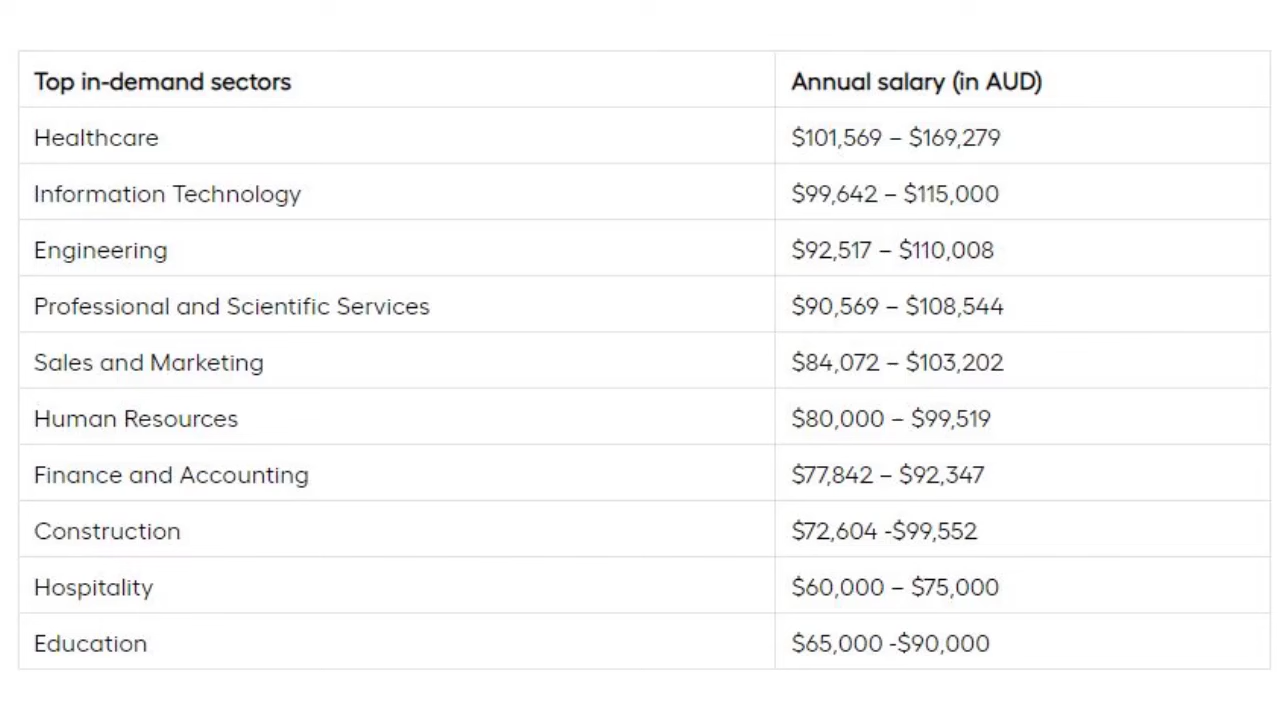 Top in-demand sectors Annual salary (in AUD)
Healthcare $101,569 – $169,279
Information Technology $99,642 – $115,000
Engineering $92,517 – $110,008
Professional and Scientific Services $90,569 – $108,544
Sales and Marketing $84,072 – $103,202
Human Resources $80,000 – $99,519
Finance and Accounting $77,842 – $92,347
Construction $72,604 -$99,552
Hospitality $60,000 – $75,000
Education $65,000 -$90,000